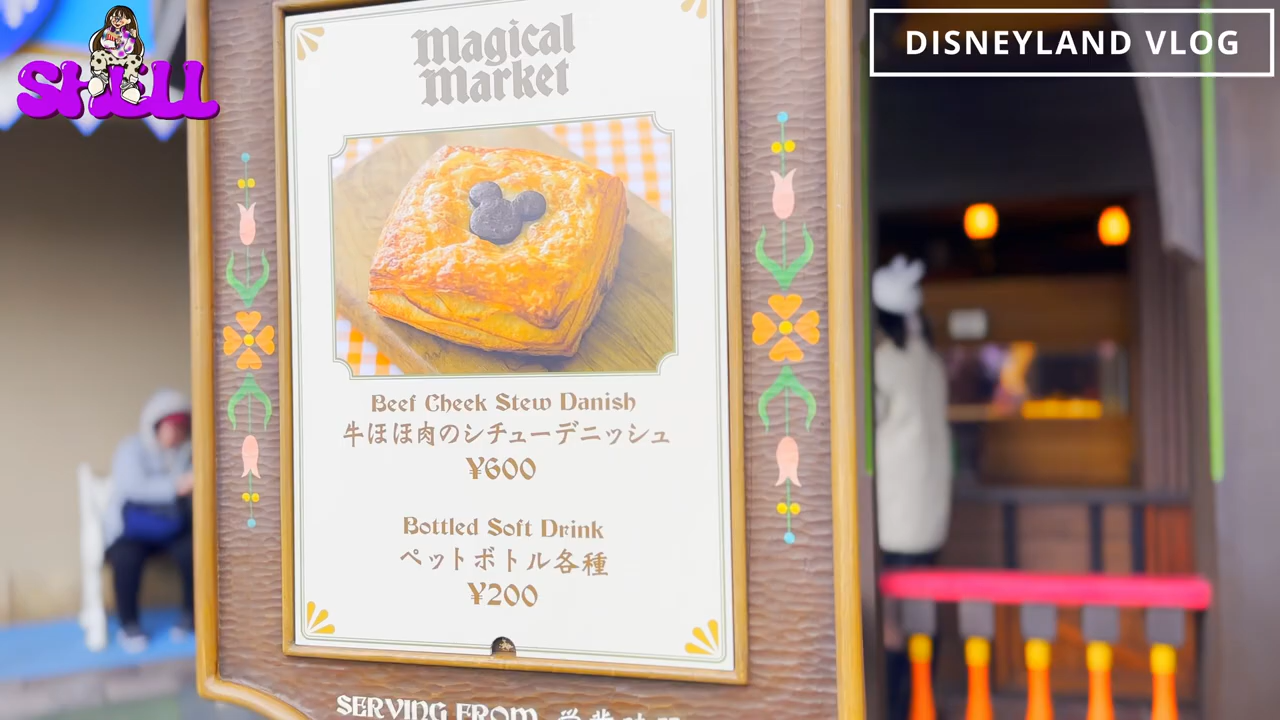 Still
DISNEYLAND VLOG
Magical
Market
Beef Cheek Stew Danish
牛ほほ肉のシチューデニッシュ
¥600
Bottled Soft Drink
ペットボトル各種
¥200
SERVING FROM